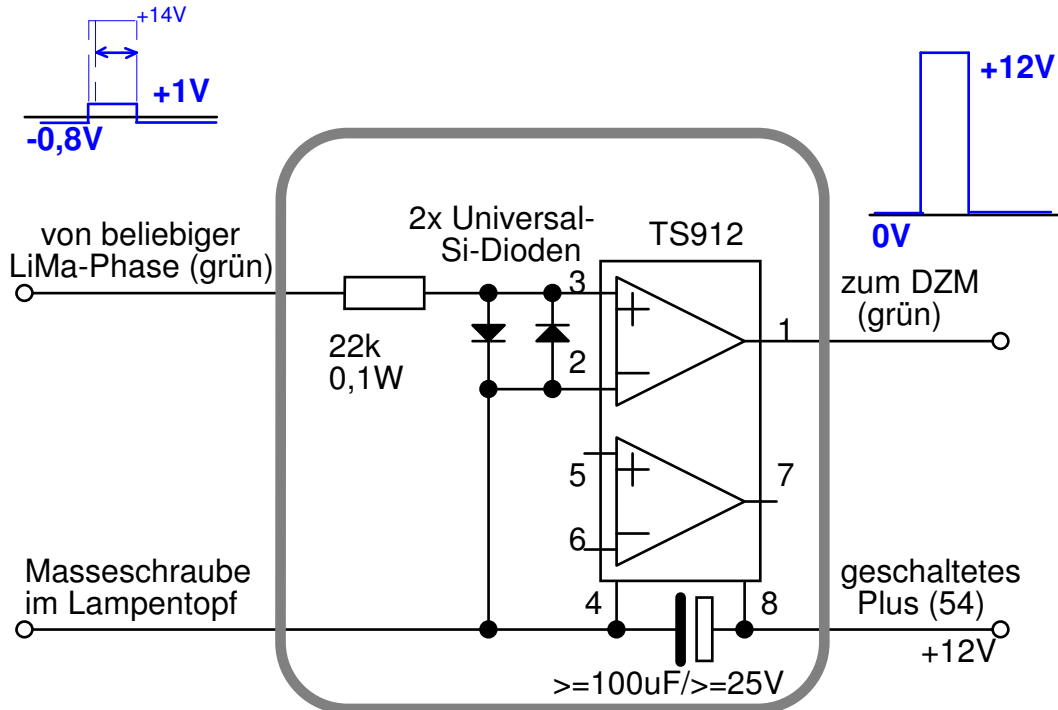 +14V
+1V
-0,8V
+12V
0V
von beliebiger
LiMa-Phase (grün)
2x Universal-
Si-Dioden
TS912
zum DZM
(grün)
22k
0,1W
3
2
1
5
6
7
Masseschraube
im Lampentopf
4
8
geschaltetes
Plus (54)
+12V
>=100uF/>=25V